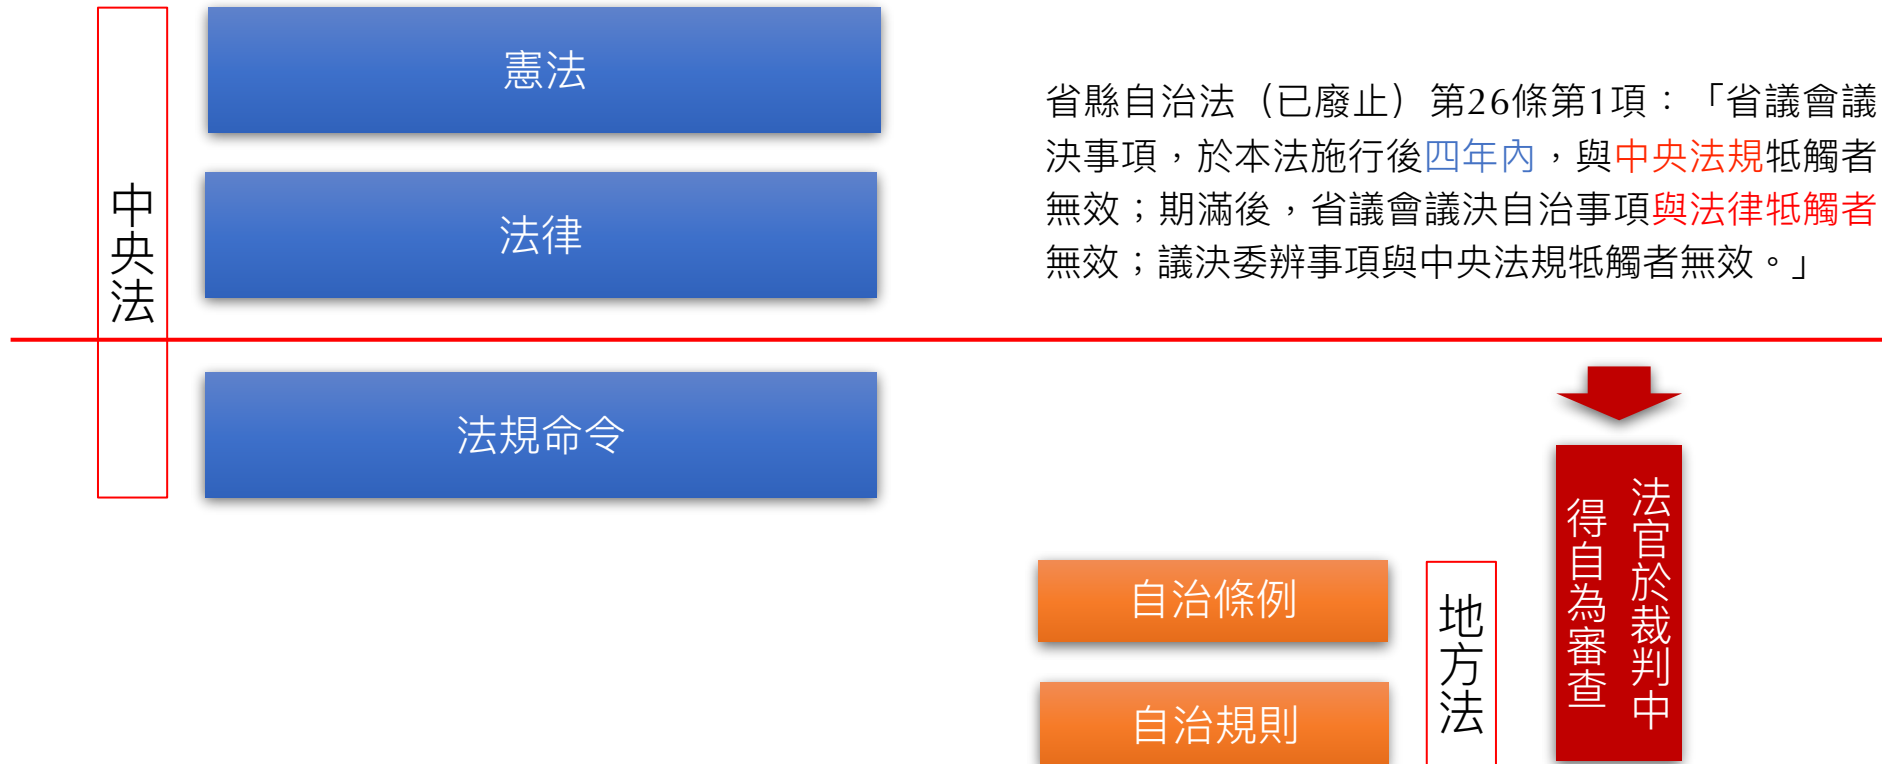 憲法
省縣自治法（已廢止）第26條第1項：「省議會議
決事項，於本法施行後四年內，與中央法規牴觸者
無效；期滿後，省議會議決自治事項與法律牴觸者
無效；議決委辨事項與中央法規牴觸者無效。」
中央法
法律
法規命令
法官於裁判中
得自為審查
自治條例
地方法
自治規則